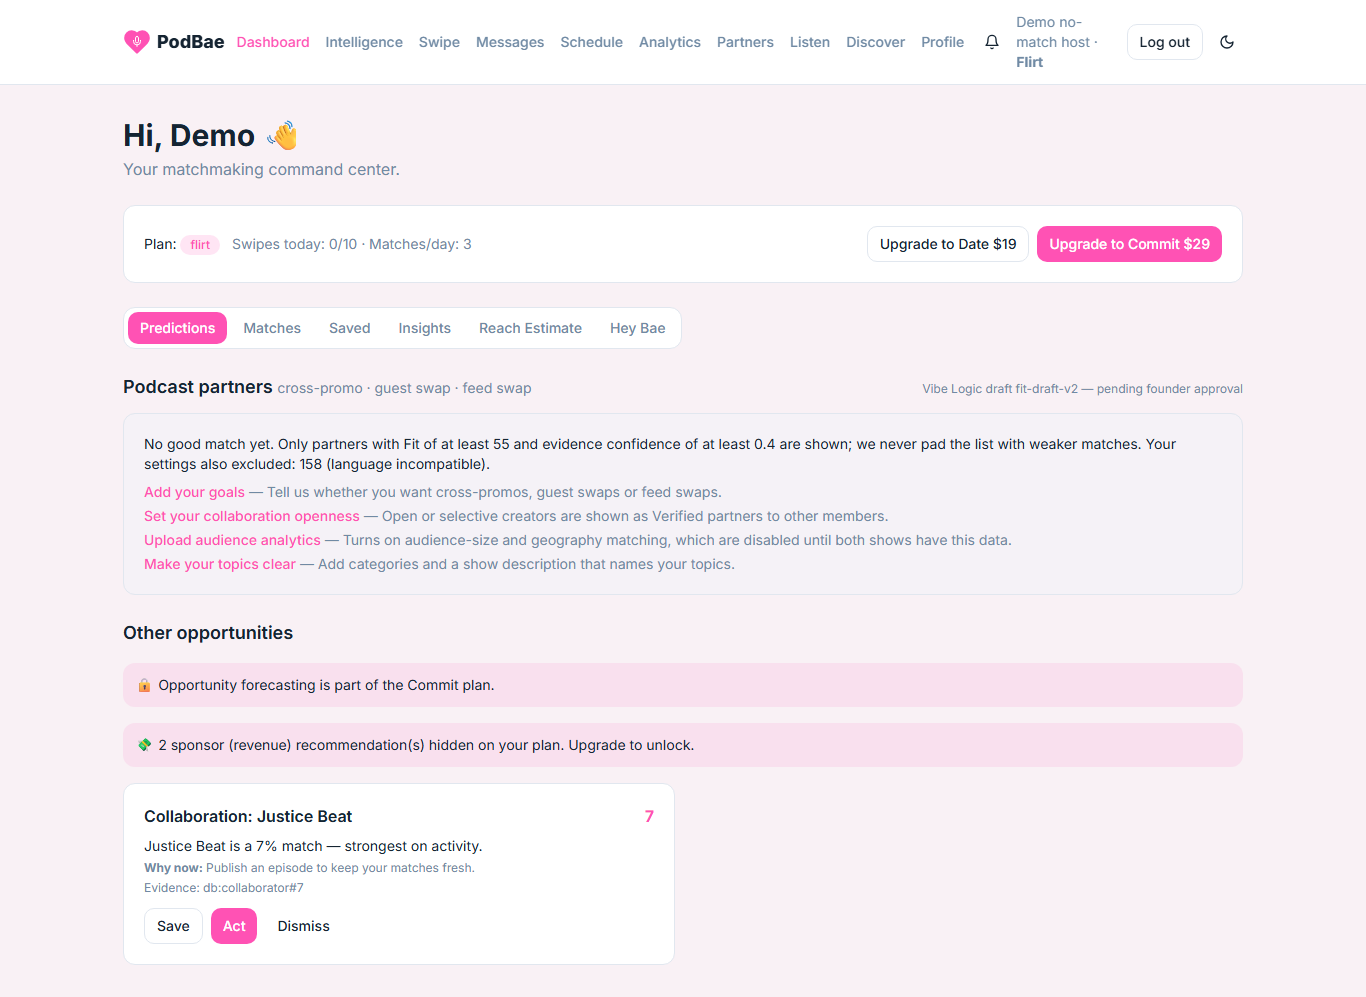 PodBae
Dashboard
Intelligence
Swipe
Messages
Schedule
Analytics
Partners
Listen
Discover
Profile
Demo no-
match host ·
Flirt
Log out
Hi, Demo 👋
Your matchmaking command center.
Plan: flirt Swipes today: 0/10 · Matches/day: 3
Upgrade to Date $19
Upgrade to Commit $29
Predictions
Matches
Saved
Insights
Reach Estimate
Hey Bae
Podcast partners cross-promo · guest swap · feed swap
Vibe Logic draft fit-draft-v2 — pending founder approval
No good match yet. Only partners with Fit of at least 55 and evidence confidence of at least 0.4 are shown; we never pad the list with weaker matches. Your
settings also excluded: 158 (language incompatible).
Add your goals — Tell us whether you want cross-promos, guest swaps or feed swaps.
Set your collaboration openness — Open or selective creators are shown as Verified partners to other members.
Upload audience analytics — Turns on audience-size and geography matching, which are disabled until both shows have this data.
Make your topics clear — Add categories and a show description that names your topics.
Other opportunities
🔒 Opportunity forecasting is part of the Commit plan.
💸 2 sponsor (revenue) recommendation(s) hidden on your plan. Upgrade to unlock.
Collaboration: Justice Beat 7
Justice Beat is a 7% match — strongest on activity.
Why now: Publish an episode to keep your matches fresh.
Evidence: db:collaborator#7
Save
Act
Dismiss